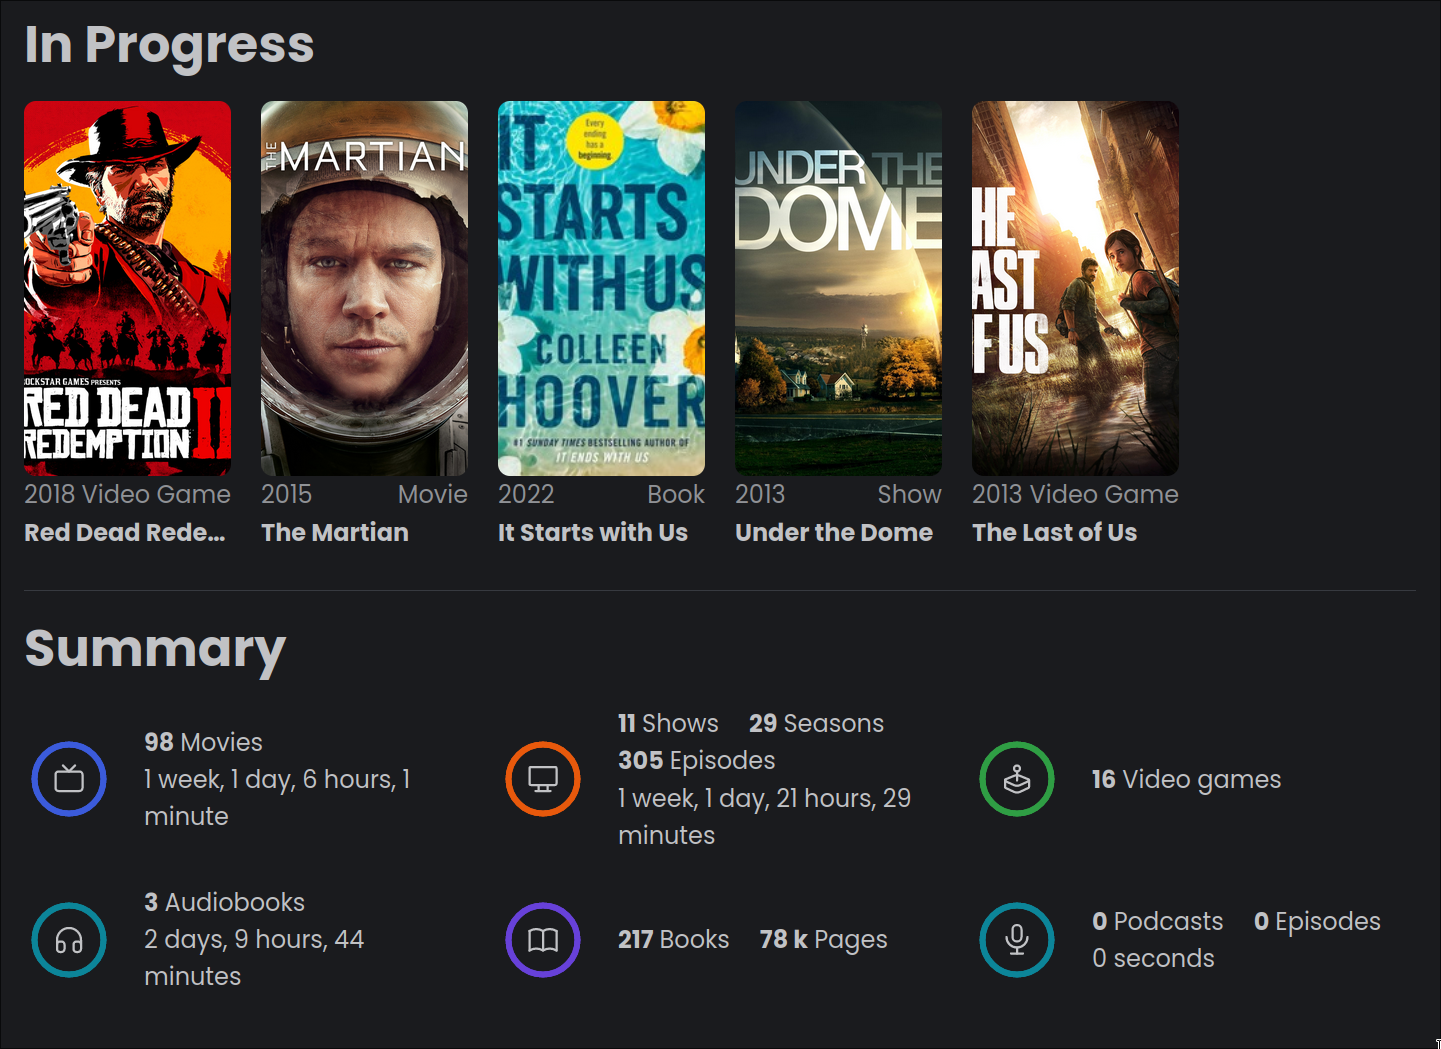 In Progress
THE MARTIAN
IT
STARTS
WITH US
COLLEEN
HOOVER
Every
ending
has a
beginning.
#1 SUNDAY TIMES BESTSELLING AUTHOR OF
IT ENDS WITH US
UNDER THE
DOME
HE
AST
F US
OCKSTAR GAMES PRESENTS
RED DEAD
REDEMPTION II
2018 Video Game
Red Dead Rede...
2015 Movie
The Martian
2022 Book
It Starts with Us
2013 Show
Under the Dome
2013 Video Game
The Last of Us
Summary
98 Movies
1 week, 1 day, 6 hours, 1
minute
11 Shows 29 Seasons
305 Episodes
1 week, 1 day, 21 hours, 29
minutes
16 Video games
3 Audiobooks
2 days, 9 hours, 44
minutes
217 Books 78 k Pages
0 Podcasts 0 Episodes
0 seconds